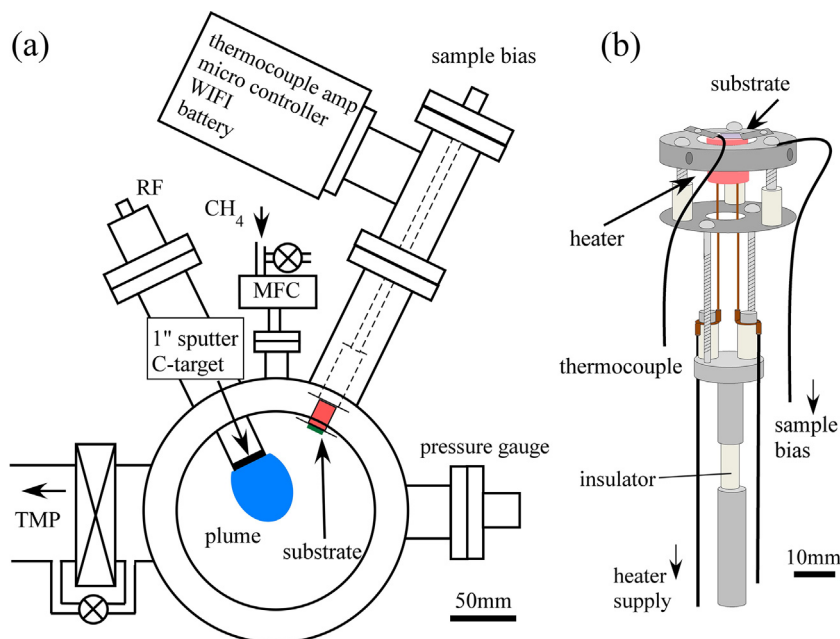 (a)
thermocouple amp
micro controller
WIFI
battery
sample bias
RF
CH4
MFC
1" sputter
C-target
pressure gauge
TMP
plume
substrate
50mm
(b)
substrate
heater
thermocouple
sample
bias
insulator
heater
supply
10mm